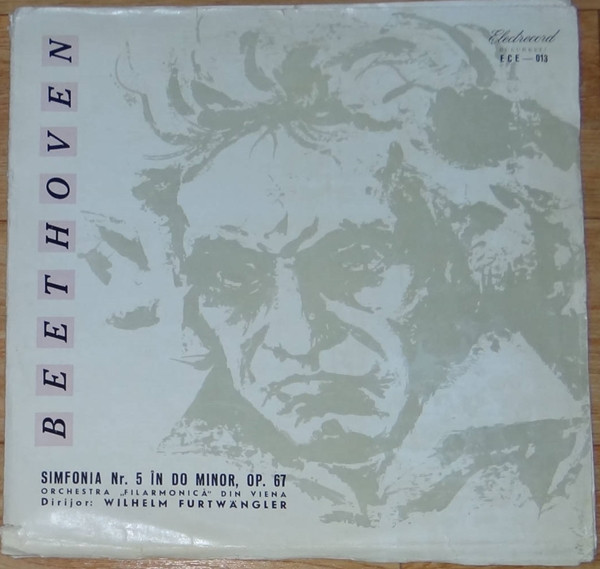 Electrecord
BUCUREȘTI
ECE — 013
BEETHOVEN
SIMFONIA Nr. 5 ÎN DO MINOR, OP. 67
ORCHESTRA „FILARMONICĂ” DIN VIENA
Dirijor: WILHELM FURTWÄNGLER